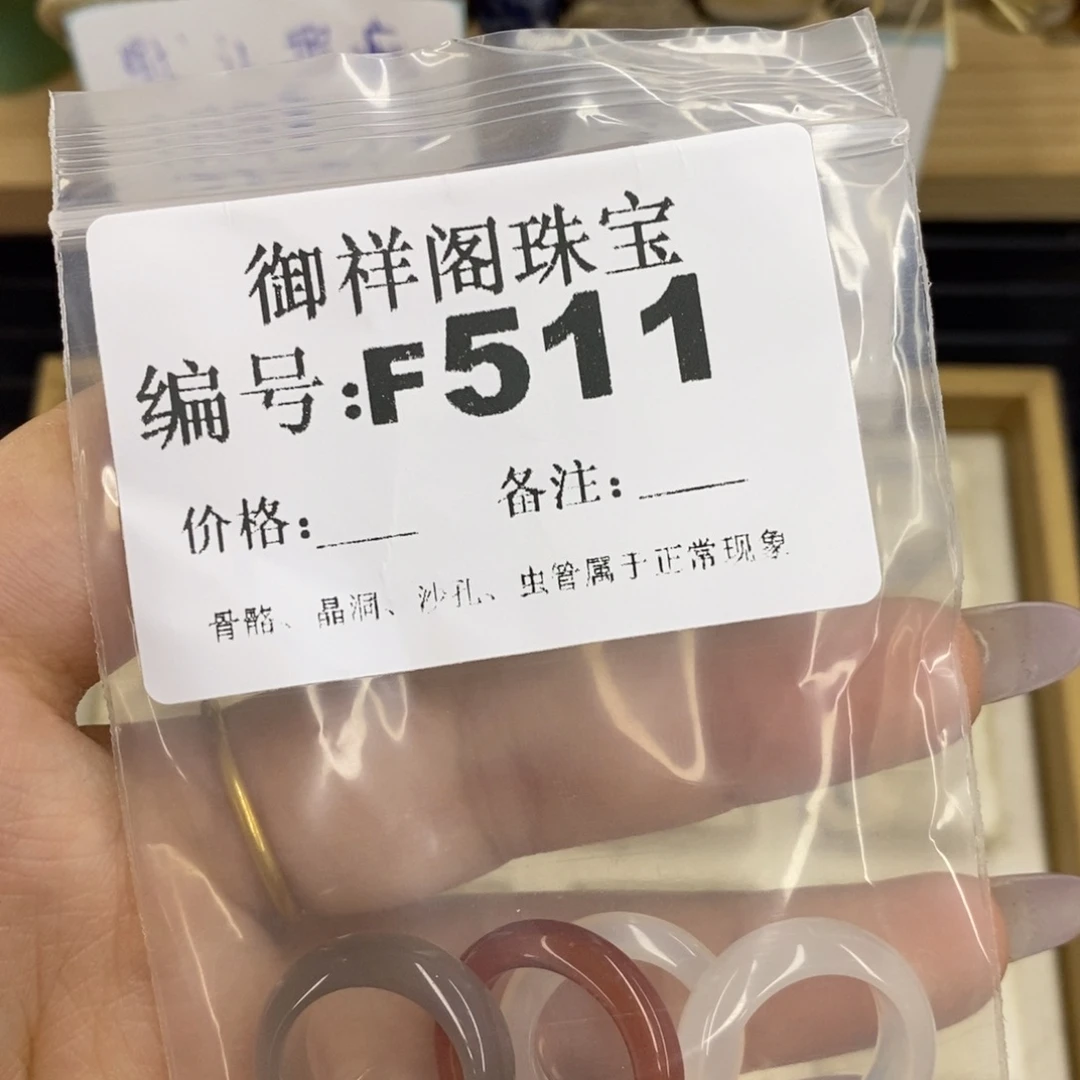 御祥阁珠宝
编号:F511
价格:____ 备注:____
骨骼、晶洞、沙孔、虫管属于正常现象